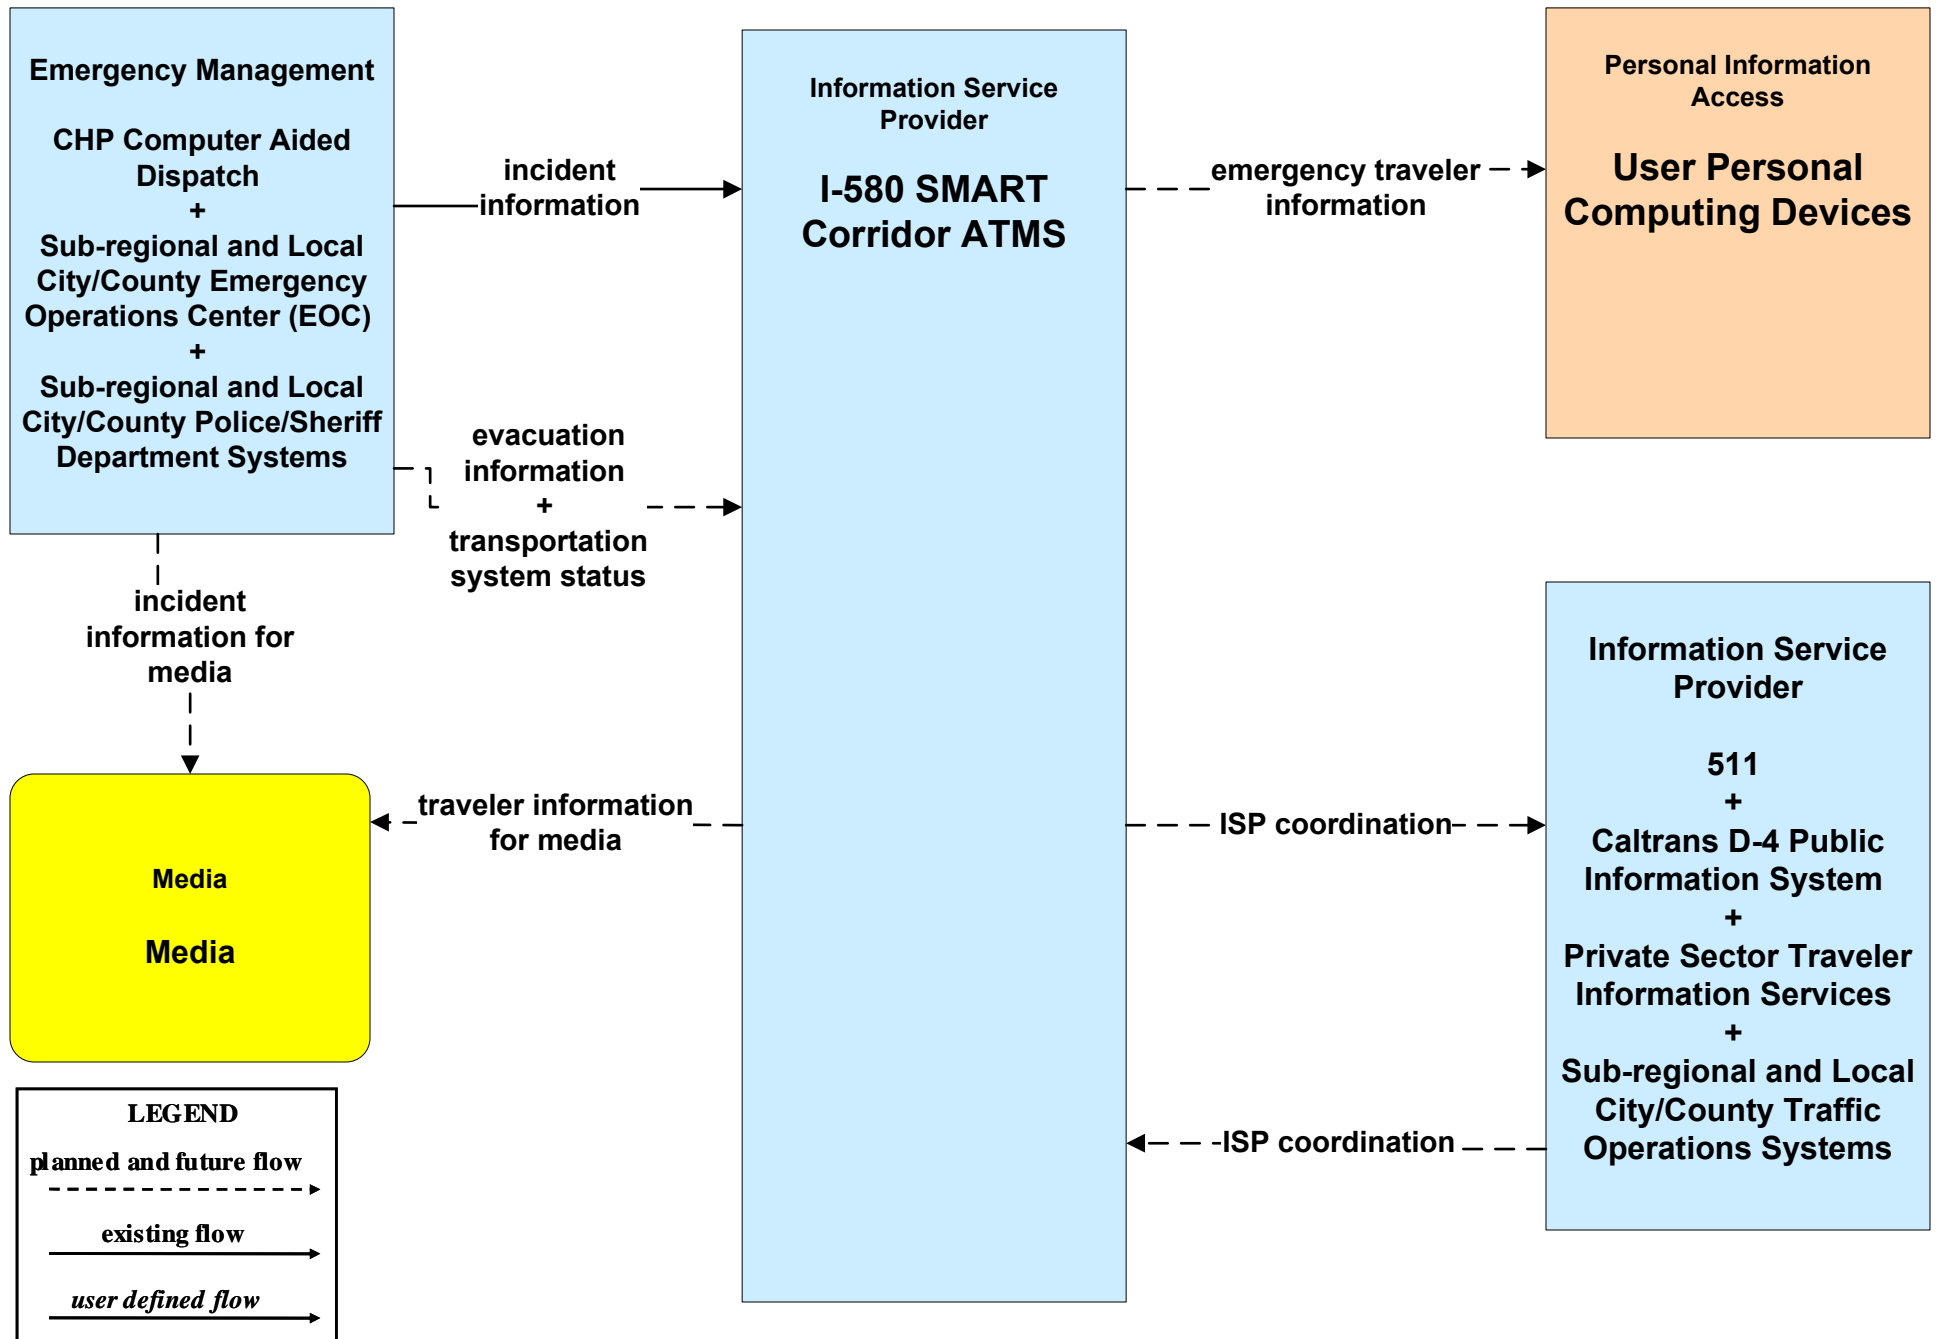 Emergency Management
CHP Computer Aided
Dispatch
+
Sub-regional and Local
City/County Emergency
Operations Center (EOC)
+
Sub-regional and Local
City/County Police/Sheriff
Department Systems
incident
information
Information Service
Provider
I-580 SMART
Corridor ATMS
emergency traveler
information
Personal Information
Access
User Personal
Computing Devices
evacuation
information
+
transportation
system status
incident
information for
media
Media
Media
traveler information
for media
ISP coordination
ISP coordination
Information Service
Provider
511
+
Caltrans D-4 Public
Information System
+
Private Sector Traveler
Information Services
+
Sub-regional and Local
City/County Traffic
Operations Systems
LEGEND
planned and future flow
existing flow
user defined flow